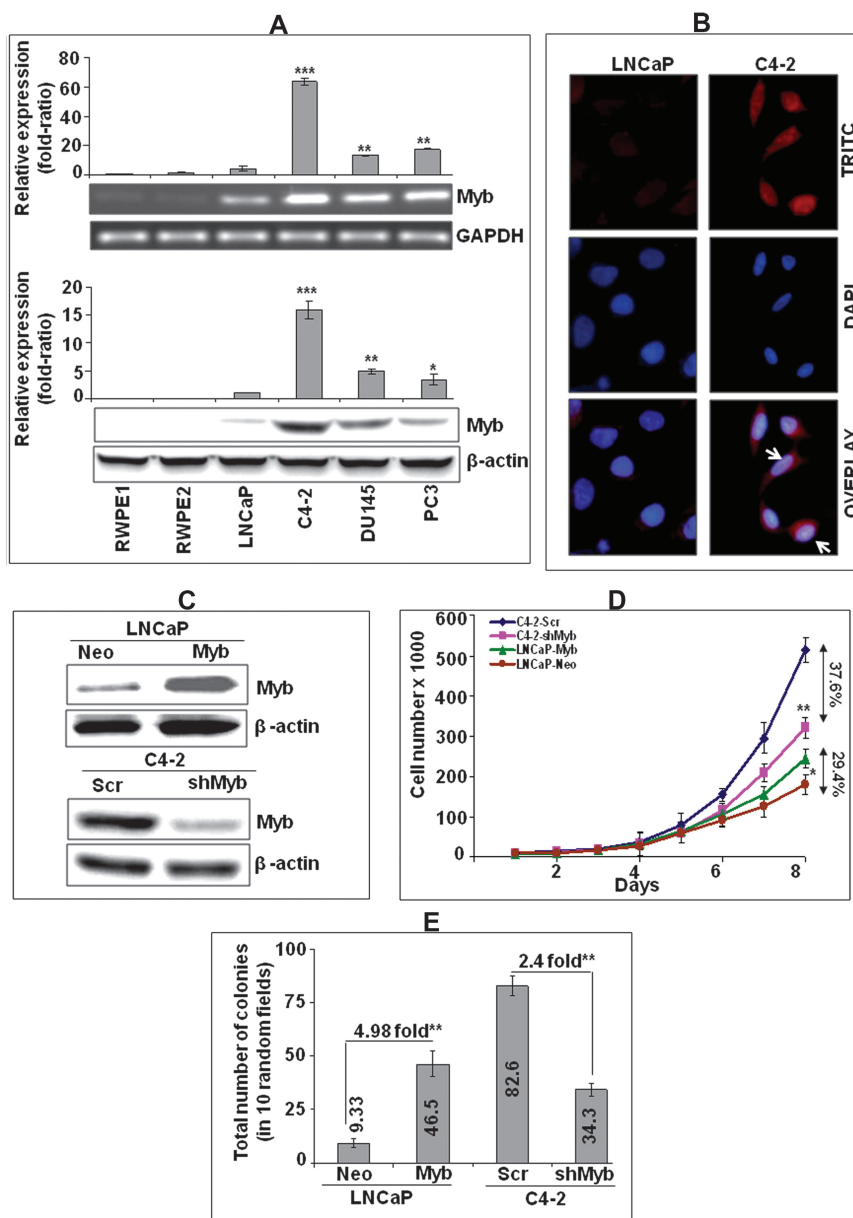 A
Relative expression
(fold-ratio)
80
60
40
20
0
***
**
**
Myb
GAPDH
Relative expression
(fold-ratio)
20
15
10
5
0
***
**
*
Myb
β-actin
RWPE1
RWPE2
LNCaP
C4-2
DU145
PC3
B
LNCaP
C4-2
TRITC
DAPI
OVERLAY
C
LNCaP
Neo
Myb
Myb
β-actin
C4-2
Scr
shMyb
Myb
β-actin
D
Cell number x 1000
600
500
400
300
200
100
0
C4-2-Scr
C4-2-shMyb
LNCaP-Myb
LNCaP-Neo
37.6%
**
29.4%
*
2
4
6
8
Days
E
Total number of colonies
(in 10 random fields)
100
75
50
25
0
4.98 fold**
2.4 fold**
9.33
46.5
82.6
34.3
Neo
Myb
Scr
shMyb
LNCaP
C4-2